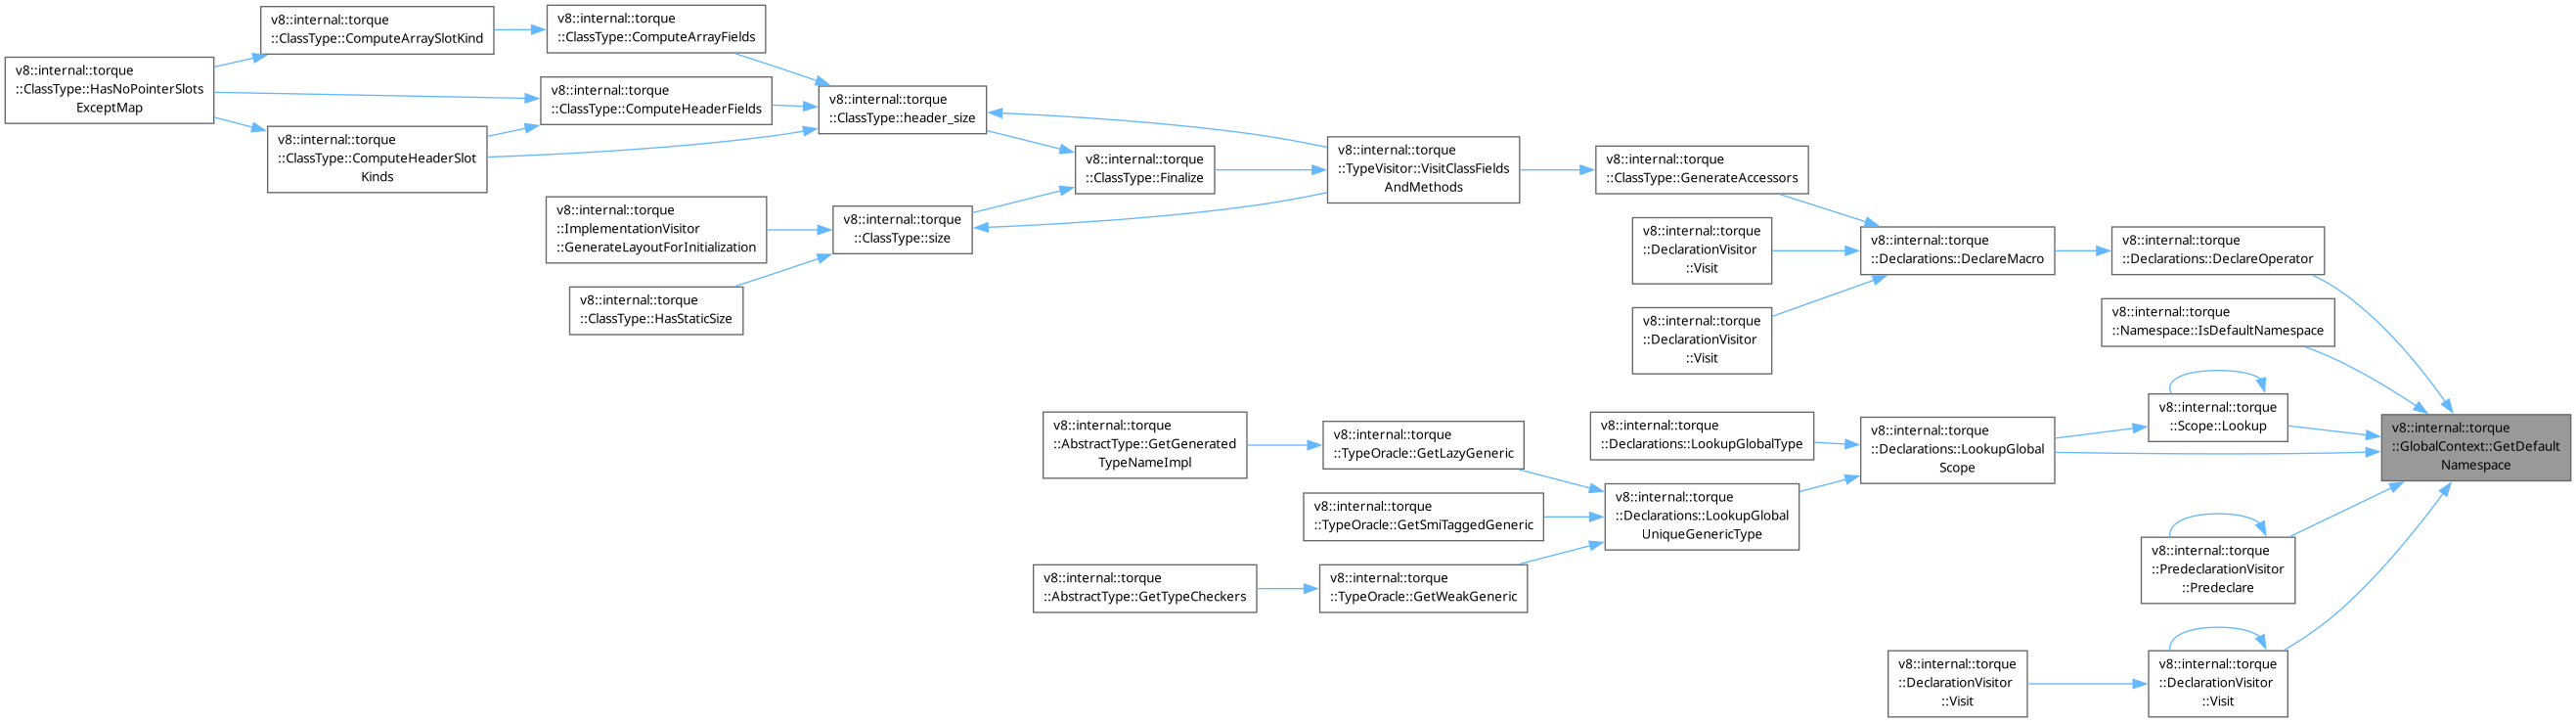 v8::internal::torque
::ClassType::HasNoPointerSlots
ExceptMap
v8::internal::torque
::ClassType::ComputeArraySlotKind
v8::internal::torque
::ClassType::ComputeHeaderSlot
Kinds
v8::internal::torque
::ClassType::ComputeArrayFields
v8::internal::torque
::ClassType::ComputeHeaderFields
v8::internal::torque
::ImplementationVisitor
::GenerateLayoutForInitialization
v8::internal::torque
::ClassType::HasStaticSize
v8::internal::torque
::ClassType::header_size
v8::internal::torque
::ClassType::size
v8::internal::torque
::ClassType::Finalize
v8::internal::torque
::TypeVisitor::VisitClassFields
AndMethods
v8::internal::torque
::ClassType::GenerateAccessors
v8::internal::torque
::DeclarationVisitor
::Visit
v8::internal::torque
::DeclarationVisitor
::Visit
v8::internal::torque
::Declarations::DeclareMacro
v8::internal::torque
::Declarations::DeclareOperator
v8::internal::torque
::Namespace::IsDefaultNamespace
v8::internal::torque
::Scope::Lookup
v8::internal::torque
::GlobalContext::GetDefault
Namespace
v8::internal::torque
::AbstractType::GetGenerated
TypeNameImpl
v8::internal::torque
::TypeOracle::GetLazyGeneric
v8::internal::torque
::TypeOracle::GetSmiTaggedGeneric
v8::internal::torque
::AbstractType::GetTypeCheckers
v8::internal::torque
::TypeOracle::GetWeakGeneric
v8::internal::torque
::Declarations::LookupGlobalType
v8::internal::torque
::Declarations::LookupGlobal
UniqueGenericType
v8::internal::torque
::Declarations::LookupGlobal
Scope
v8::internal::torque
::PredeclarationVisitor
::Predeclare
v8::internal::torque
::DeclarationVisitor
::Visit
v8::internal::torque
::DeclarationVisitor
::Visit